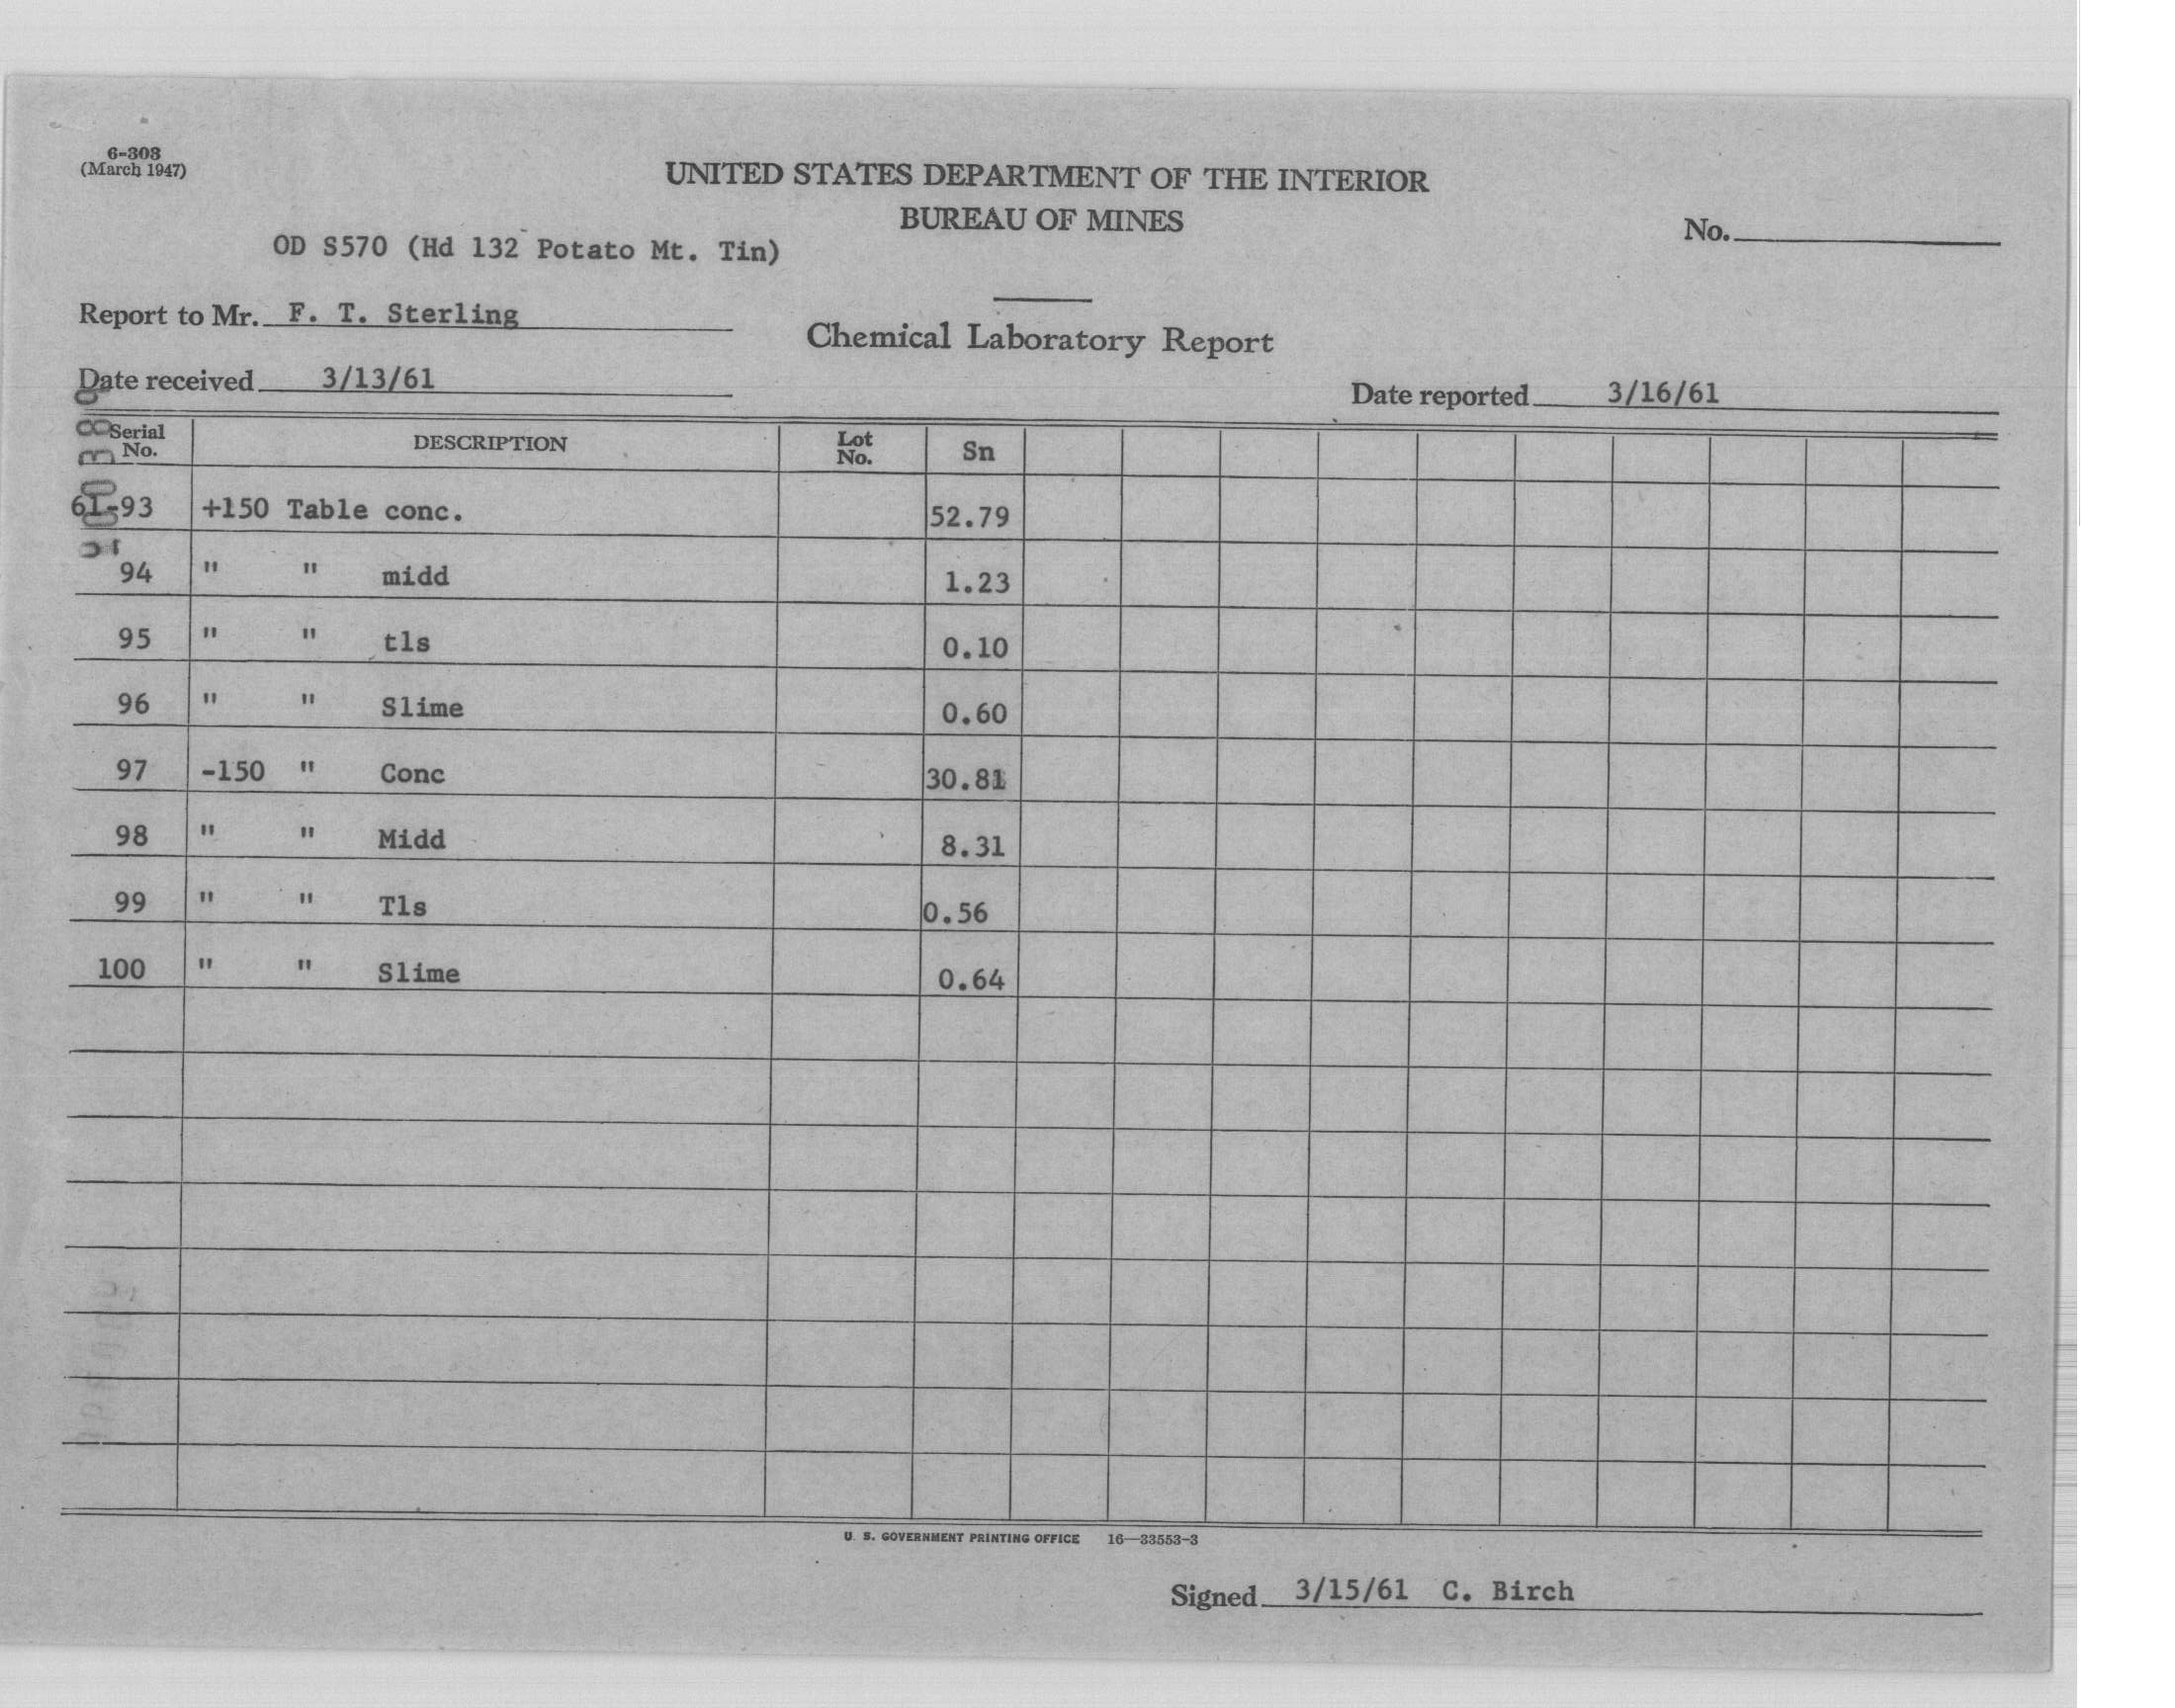 6-303
(March 1947)
UNITED STATES DEPARTMENT OF THE INTERIOR
BUREAU OF MINES
No.
OD S570 (Hd 132 Potato Mt. Tin)
Report to Mr. F. T. Sterling
Chemical Laboratory Report
Date received 3/13/61
Date reported 3/16/61
Serial No. DESCRIPTION Lot No. Sn
61-93 +150 Table conc. 52.79
94 " " midd 1.23
95 " " tls 0.10
96 " " Slime 0.60
97 -150 " Conc 30.81
98 " " Midd 8.31
99 " " Tls 0.56
100 " " Slime 0.64
U. S. GOVERNMENT PRINTING OFFICE 16—33553-3
Signed 3/15/61 C. Birch